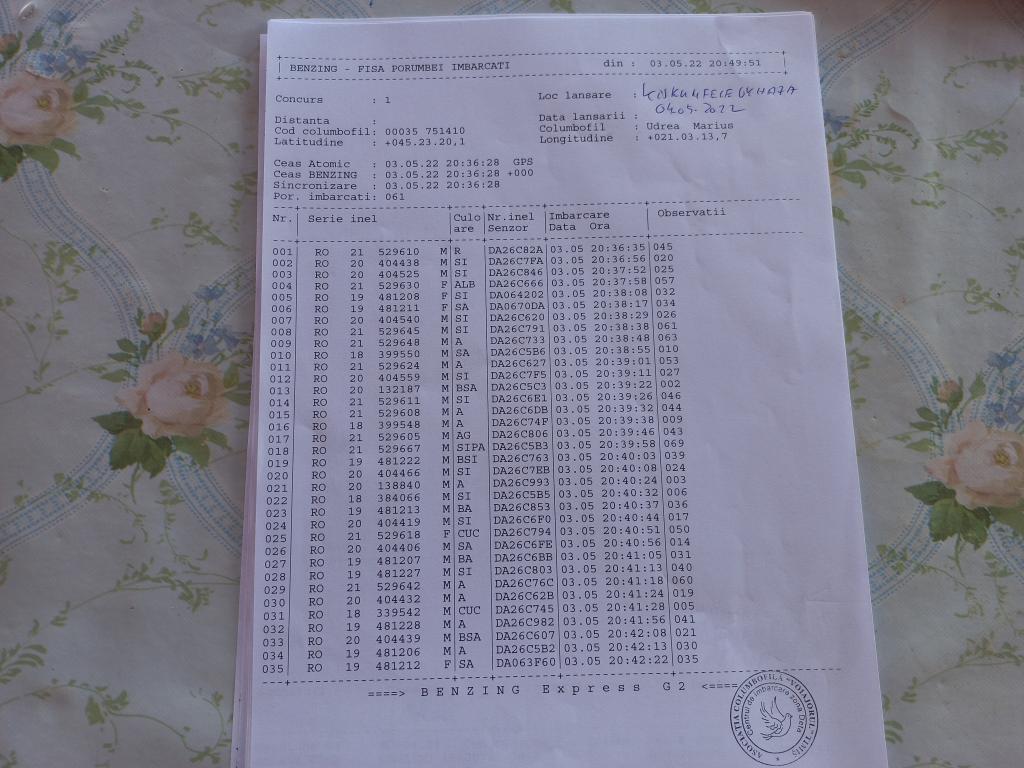 BENZING - FISA PORUMBEI IMBARCATI din : 03.05.22 20:49:51
Concurs : 1 Loc lansare :
Distanta : Data lansarii : 04.05.2022
Cod columbofil: 00035 751410 Columbofil : Udrea Marius
Latitudine : +045.23.20,1 Longitudine : +021.03.13,7
Ceas Atomic : 03.05.22 20:36:28 GPS
Ceas BENZING : 03.05.22 20:36:28 +000
Sincronizare : 03.05.22 20:36:28
Por. imbarcati: 061
Nr. Serie inel Culo Nr.inel Imbarcare Observatii
are Senzor Data Ora
001 RO 21 529610 M R DA26C82A 03.05 20:36:35 045
002 RO 20 404438 M SI DA26C7FA 03.05 20:36:56 020
003 RO 20 404525 M SI DA26C846 03.05 20:37:52 025
004 RO 21 529630 F ALB DA26C666 03.05 20:37:58 057
005 RO 19 481208 F SI DA064202 03.05 20:38:08 032
006 RO 19 481211 F SA DA0670DA 03.05 20:38:17 034
007 RO 20 404540 M SI DA26C620 03.05 20:38:29 026
008 RO 21 529645 M SI DA26C791 03.05 20:38:38 061
009 RO 21 529648 M A DA26C733 03.05 20:38:48 063
010 RO 18 399550 M SA DA26C5B6 03.05 20:38:55 010
011 RO 21 529624 M A DA26C627 03.05 20:39:01 053
012 RO 20 404559 M SI DA26C7F5 03.05 20:39:11 027
013 RO 20 132187 M BSA DA26C5C3 03.05 20:39:22 002
014 RO 21 529611 M SI DA26C6E1 03.05 20:39:26 046
015 RO 21 529608 M A DA26C6DB 03.05 20:39:32 044
016 RO 18 399548 M A DA26C74F 03.05 20:39:38 009
017 RO 21 529605 M AG DA26C806 03.05 20:39:46 043
018 RO 21 529667 M SIPA DA26C5B3 03.05 20:39:58 069
019 RO 19 481222 M BSI DA26C763 03.05 20:40:03 039
020 RO 20 404466 M SI DA26C7EB 03.05 20:40:08 024
021 RO 20 138840 M A DA26C993 03.05 20:40:24 003
022 RO 18 384066 M SI DA26C5B5 03.05 20:40:32 006
023 RO 19 481213 M BA DA26C853 03.05 20:40:37 036
024 RO 20 404419 M SI DA26C6F0 03.05 20:40:44 017
025 RO 21 529618 F CUC DA26C794 03.05 20:40:51 050
026 RO 20 404406 M SA DA26C6FE 03.05 20:40:56 014
027 RO 19 481207 M BA DA26C6BB 03.05 20:41:05 031
028 RO 19 481227 M SI DA26C803 03.05 20:41:13 040
029 RO 21 529642 M A DA26C76C 03.05 20:41:18 060
030 RO 20 404432 M A DA26C62B 03.05 20:41:24 019
031 RO 18 339542 M CUC DA26C745 03.05 20:41:28 005
032 RO 19 481228 M A DA26C982 03.05 20:41:56 041
033 RO 20 404439 M BSA DA26C607 03.05 20:42:08 021
034 RO 19 481206 M A DA26C5B2 03.05 20:42:13 030
035 RO 19 481212 F SA DA063F60 03.05 20:42:22 035
====> BENZING Express G2 <====
ASOCIATIA COLUMBOFILĂ "VOIAJORUL" TIMIŞ
Centrul de imbarcare zona Deta